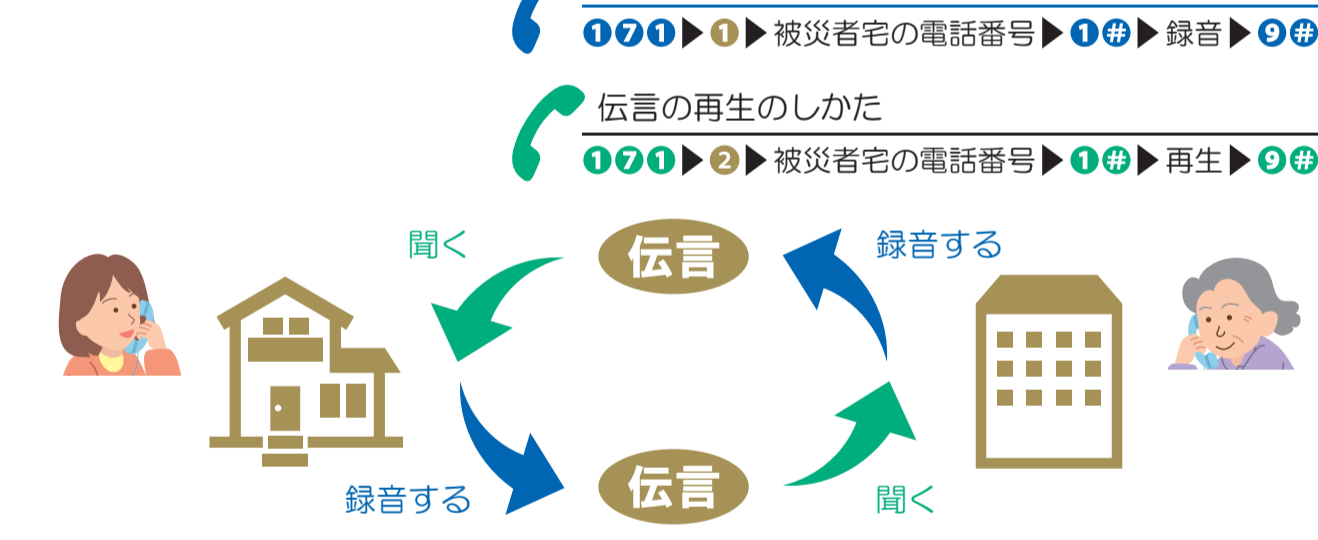 171▶1▶被災者宅の電話番号▶1#▶録音▶9#
伝言の再生のしかた
171▶2▶被災者宅の電話番号▶1#▶再生▶9#
聞く
伝言
録音する
録音する
伝言
聞く